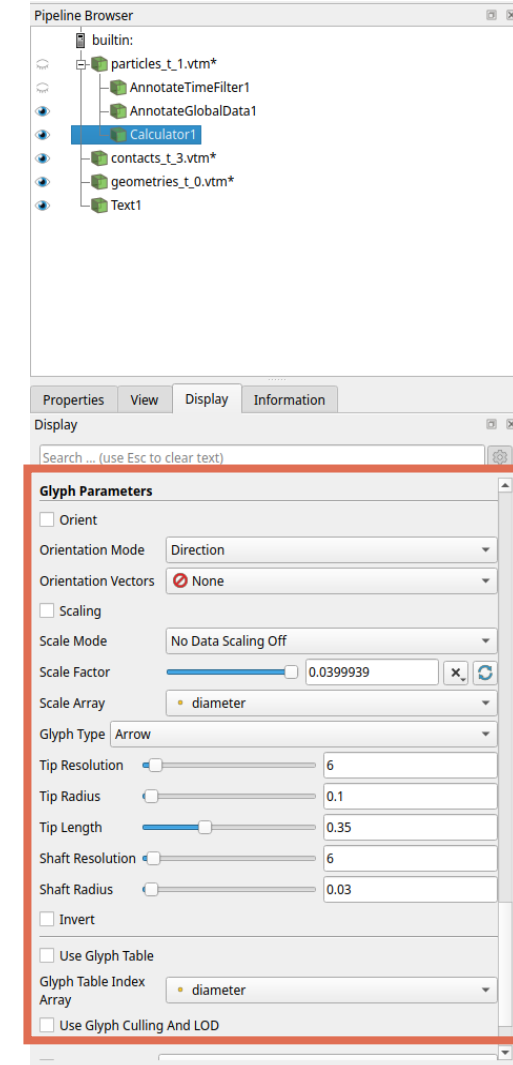 Pipeline Browser
builtin:
particles_t_1.vtm*
AnnotateTimeFilter1
AnnotateGlobalData1
Calculator1
contacts_t_3.vtm*
geometries_t_0.vtm*
Text1
Properties View Display Information
Display
Search ... (use Esc to clear text)
Glyph Parameters
Orient
Orientation Mode Direction
Orientation Vectors None
Scaling
Scale Mode No Data Scaling Off
Scale Factor 0.0399939
Scale Array diameter
Glyph Type Arrow
Tip Resolution 6
Tip Radius 0.1
Tip Length 0.35
Shaft Resolution 6
Shaft Radius 0.03
Invert
Use Glyph Table
Glyph Table Index
Array diameter
Use Glyph Culling And LOD